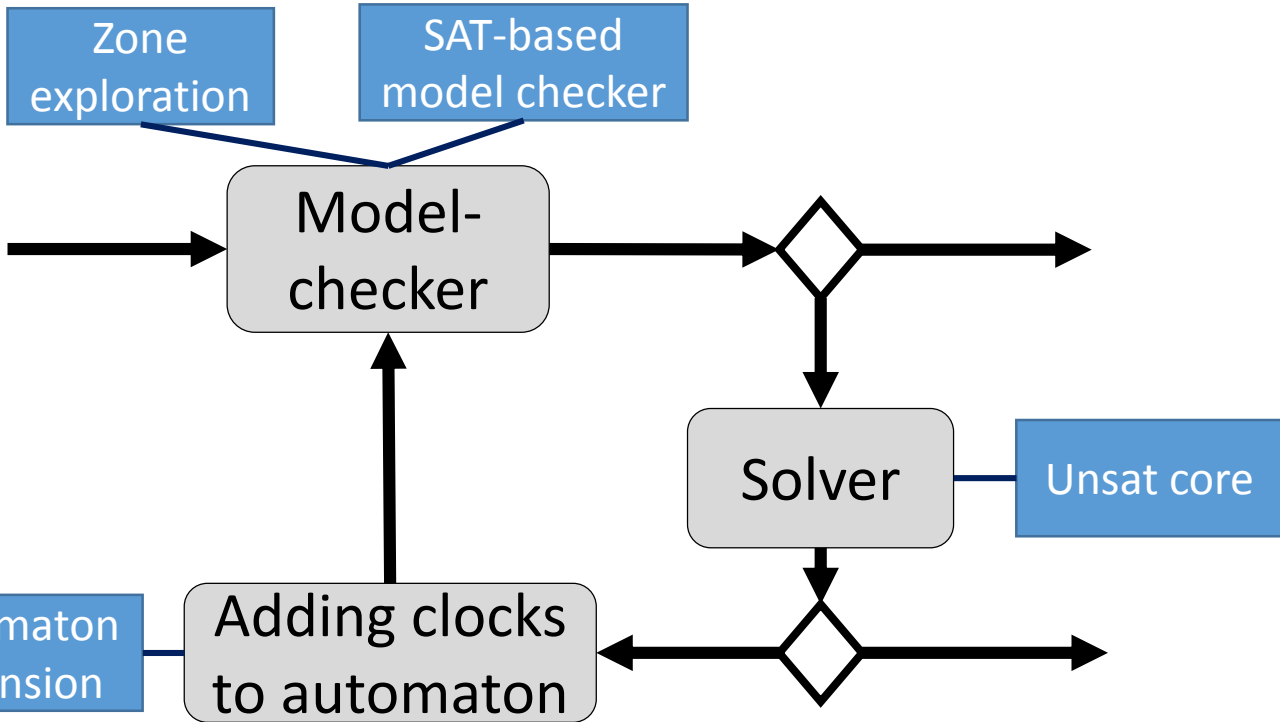 Zone
exploration
SAT-based
model checker
Model-
checker
Solver
Unsat core
Adding clocks
to automaton